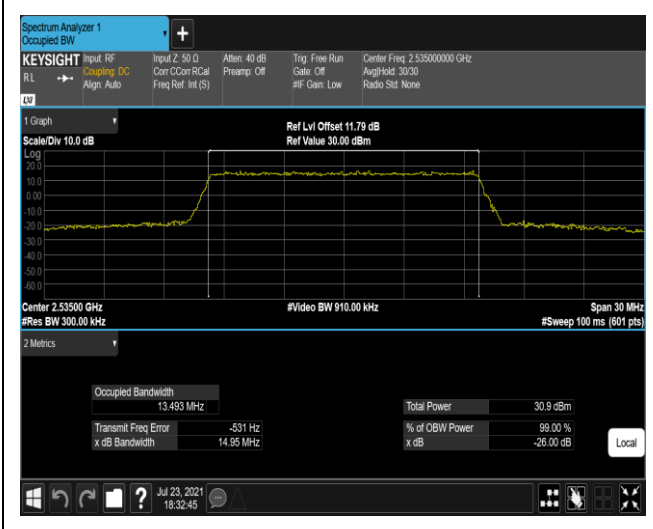 Spectrum Analyzer 1
Occupied BW
+
KEYSIGHT
RL
LXI
Input: RF
Coupling: DC
Align: Auto
Input Z: 50 Ω
Corr CCorr RCal
Freq Ref: Int (S)
Atten: 40 dB
Preamp: Off
Trig: Free Run
Gate: Off
#IF Gain: Low
Center Freq: 2.535000000 GHz
Avg|Hold: 30/30
Radio Std: None
1 Graph
Scale/Div 10.0 dB
Ref Lvl Offset 11.79 dB
Ref Value 30.00 dBm
Log
20.0
10.0
0.00
-10.0
-20.0
-30.0
-40.0
-50.0
-60.0
Center 2.53500 GHz
#Res BW 300.00 kHz
#Video BW 910.00 kHz
Span 30 MHz
#Sweep 100 ms (601 pts)
2 Metrics
Occupied Bandwidth
13.493 MHz
Transmit Freq Error -531 Hz
x dB Bandwidth 14.95 MHz
Total Power 30.9 dBm
% of OBW Power 99.00 %
x dB -26.00 dB
Local
?
Jul 23, 2021
18:32:45